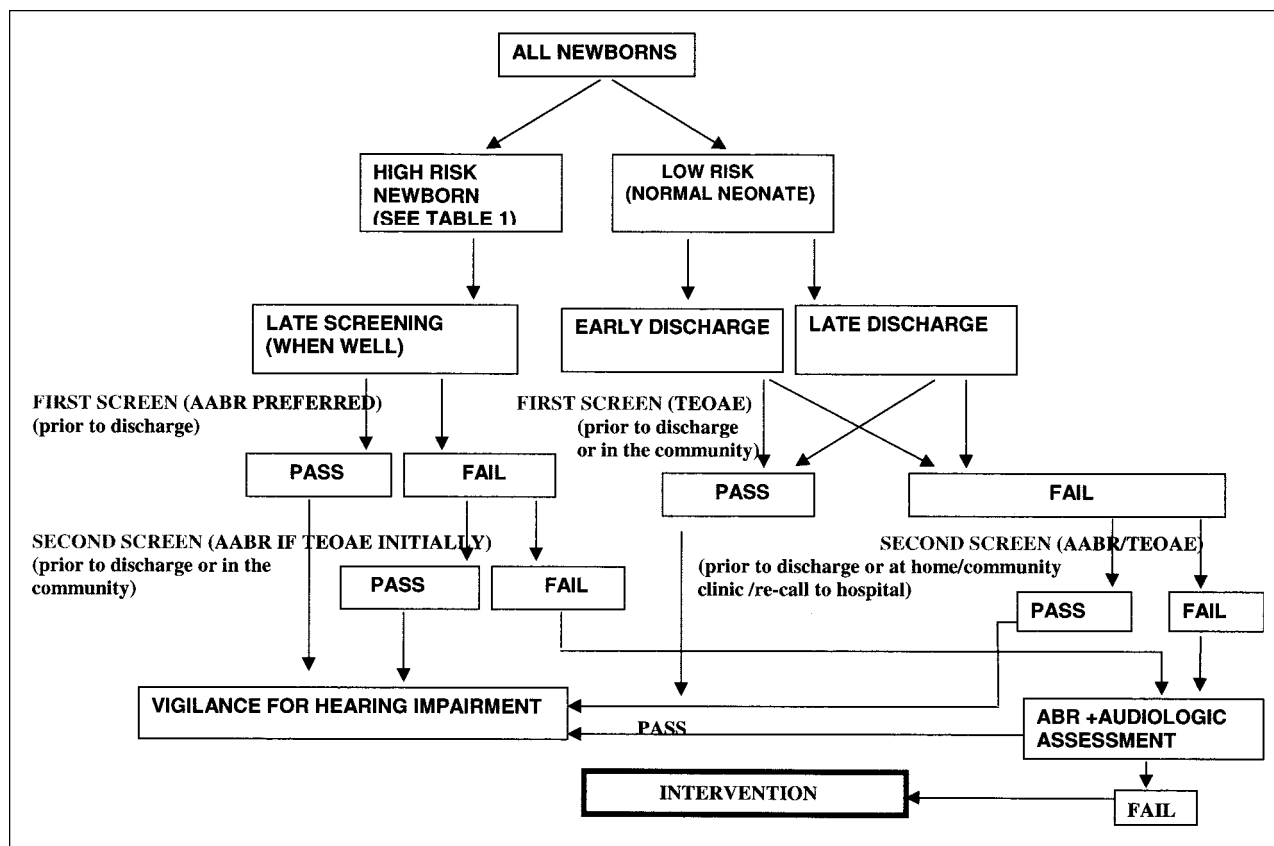 ALL NEWBORNS
HIGH RISK
NEWBORN
(SEE TABLE 1)
LOW RISK
(NORMAL NEONATE)
LATE SCREENING
(WHEN WELL)
EARLY DISCHARGE
LATE DISCHARGE
FIRST SCREEN (AABR PREFERRED)
(prior to discharge)
FIRST SCREEN (TEOAE)
(prior to discharge
or in the community)
PASS
FAIL
PASS
FAIL
SECOND SCREEN (AABR IF TEOAE INITIALLY)
(prior to discharge or in the
community)
SECOND SCREEN (AABR/TEOAE)
(prior to discharge or at home/community
clinic /re-call to hospital)
PASS
FAIL
PASS
FAIL
VIGILANCE FOR HEARING IMPAIRMENT
PASS
ABR +AUDIOLOGIC
ASSESSMENT
INTERVENTION
FAIL